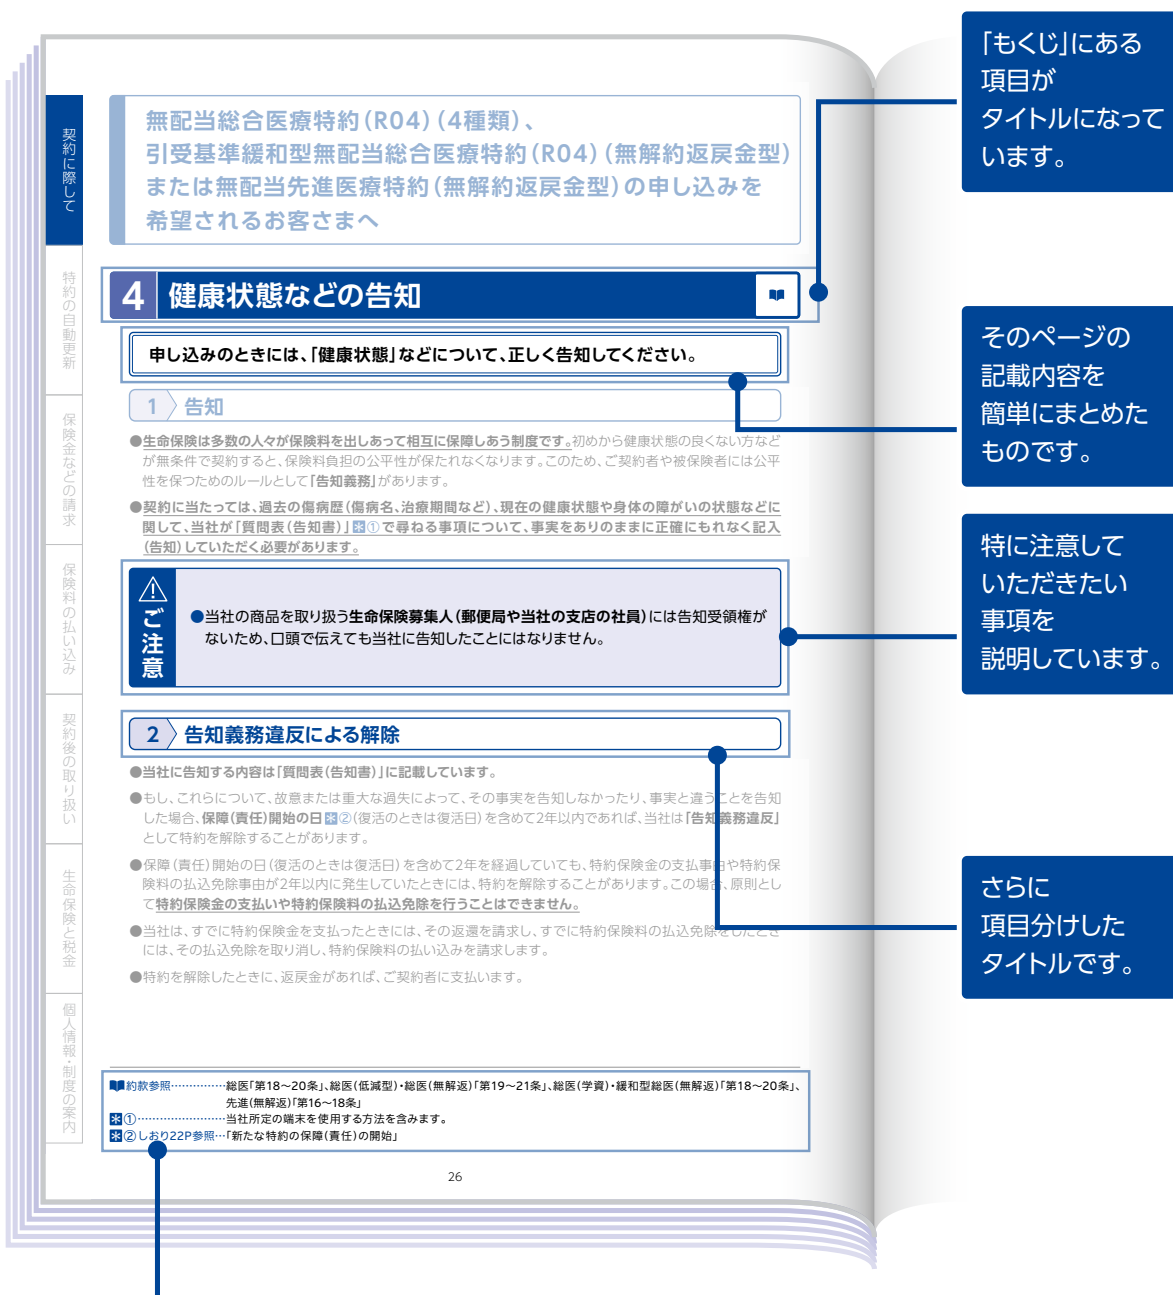 「もくじ」にある
項目が
タイトルになって
います。
契約に際して
特約の自動更新
保険金などの請求
保険料の払い込み
契約後の取り扱い
生命保険と税金
個人情報・制度の案内
無配当総合医療特約(R04)(4種類)、
引受基準緩和型無配当総合医療特約(R04)(無解約返戻金型)
または無配当先進医療特約(無解約返戻金型)の申し込みを
希望されるお客さまへ
4 健康状態などの告知
申し込みのときには、「健康状態」などについて、正しく告知してください。
そのページの
記載内容を
簡単にまとめた
ものです。
1 告知
●生命保険は多数の人々が保険料を出しあって相互に保障しあう制度です。初めから健康状態の良くない方など
が無条件で契約すると、保険料負担の公平性が保たれなくなります。このため、ご契約者や被保険者には公平
性を保つためのルールとして「告知義務」があります。
●契約に当たっては、過去の傷病歴(傷病名、治療期間など)、現在の健康状態や身体の障がいの状態などに
関して、当社が「質問表(告知書)」*①で尋ねる事項について、事実をありのままに正確にもれなく記入
(告知)していただく必要があります。
ご注意
●当社の商品を取り扱う生命保険募集人(郵便局や当社の支店の社員)には告知受領権が
ないため、口頭で伝えても当社に告知したことにはなりません。
特に注意して
いただきたい
事項を
説明しています。
2 告知義務違反による解除
●当社に告知する内容は「質問表(告知書)」に記載しています。
●もし、これらについて、故意または重大な過失によって、その事実を告知しなかったり、事実と違うことを告知
した場合、保障(責任)開始の日*②(復活のときは復活日)を含めて2年以内であれば、当社は「告知義務違反」
として特約を解除することがあります。
●保障(責任)開始の日(復活のときは復活日)を含めて2年を経過していても、特約保険金の支払事由や特約保
険料の払込免除事由が2年以内に発生していたときには、特約を解除することがあります。この場合、原則とし
て特約保険金の支払いや特約保険料の払込免除を行うことはできません。
●当社は、すでに特約保険金を支払ったときには、その返還を請求し、すでに特約保険料の払込免除をしたとき
には、その払込免除を取り消し、特約保険料の払い込みを請求します。
●特約を解除したときに、返戻金があれば、ご契約者に支払います。
さらに
項目分けした
タイトルです。
約款参照……………総医「第18~20条」、総医(低減型)・総医(無解返)「第19~21条」、総医(学資)・緩和型総医(無解返)「第18~20条」、
先進(無解返)「第16~18条」
*①……………………当社所定の端末を使用する方法を含みます。
*②しおり22P参照…「新たな特約の保障(責任)の開始」
26